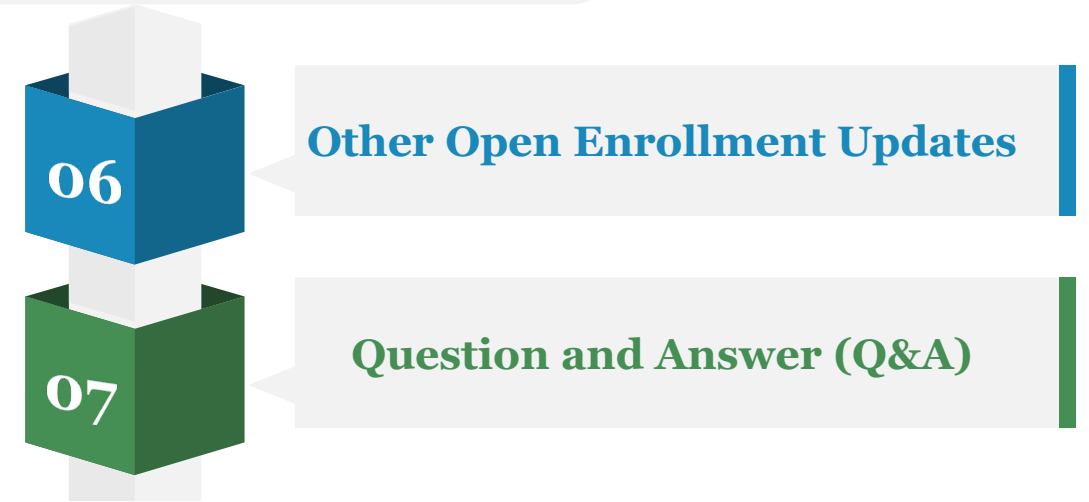 06
Other Open Enrollment Updates
07
Question and Answer (Q&A)